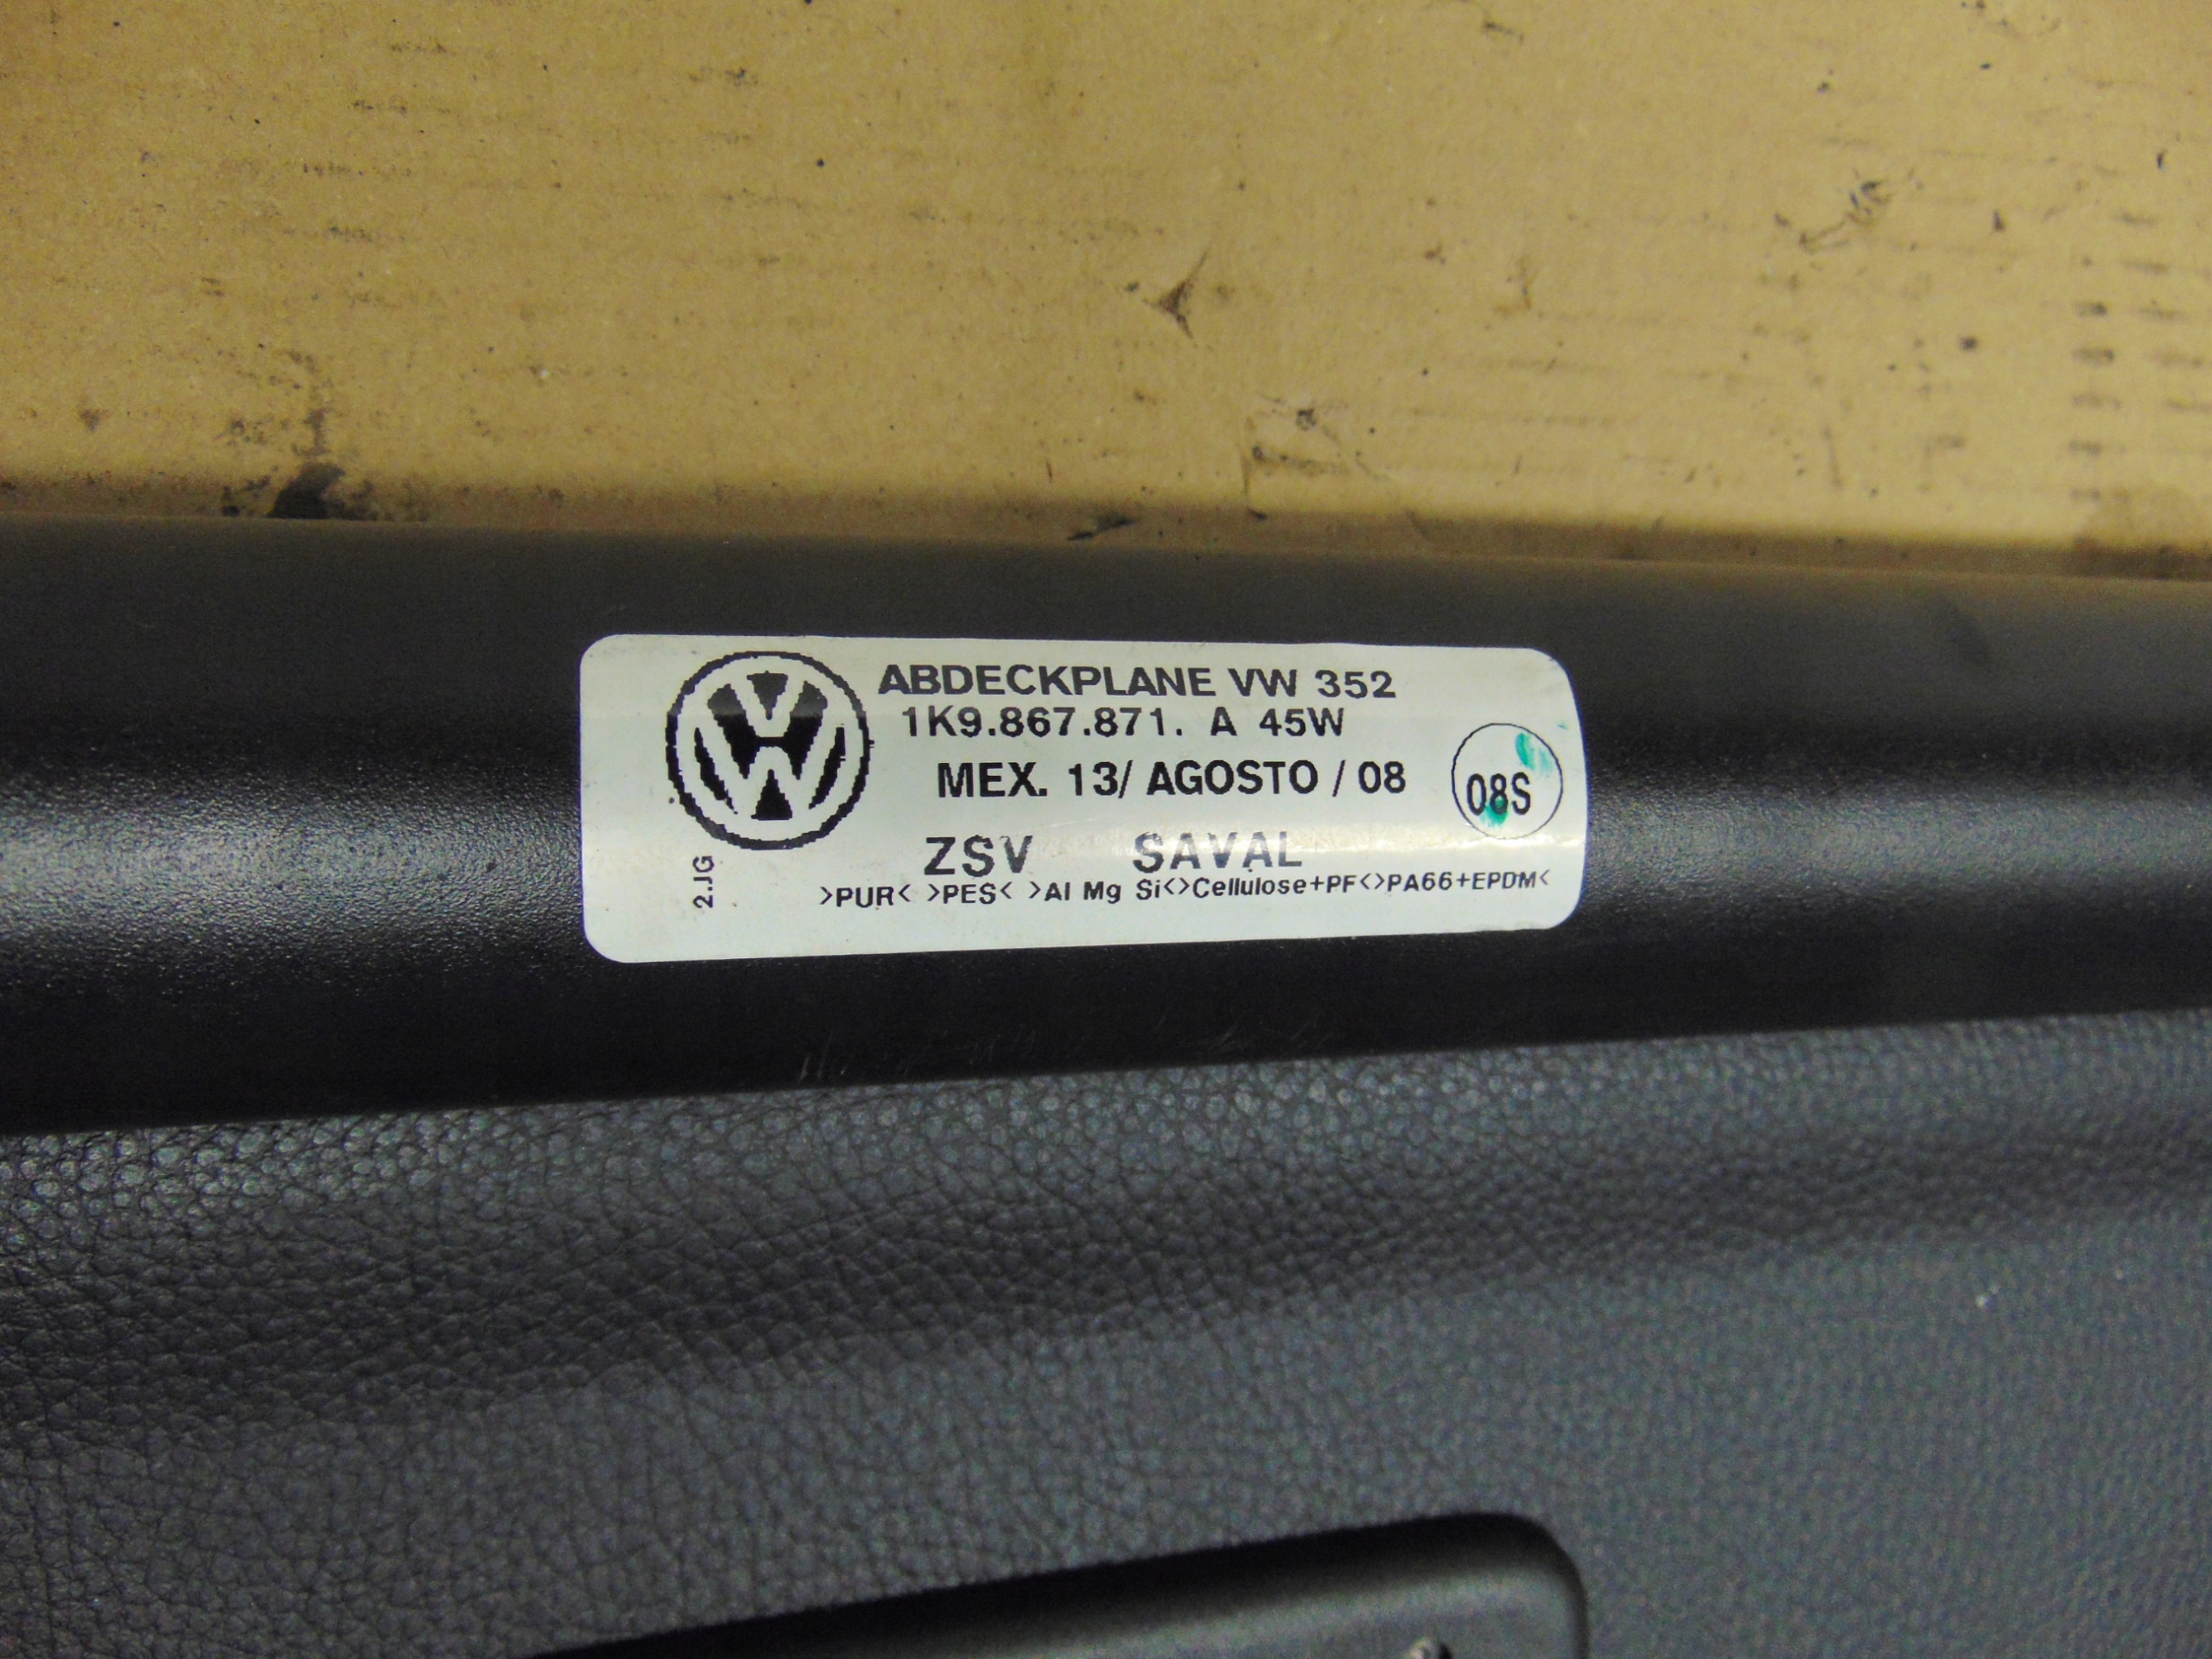 ABDECKPLANE VW 352
1K9.867.871. A 45W
MEX. 13/ AGOSTO / 08
08S
ZSV SAVAL
>PUR< >PES< >Al Mg Si<>Cellulose+PF<>PA66+EPDM<
2.JG